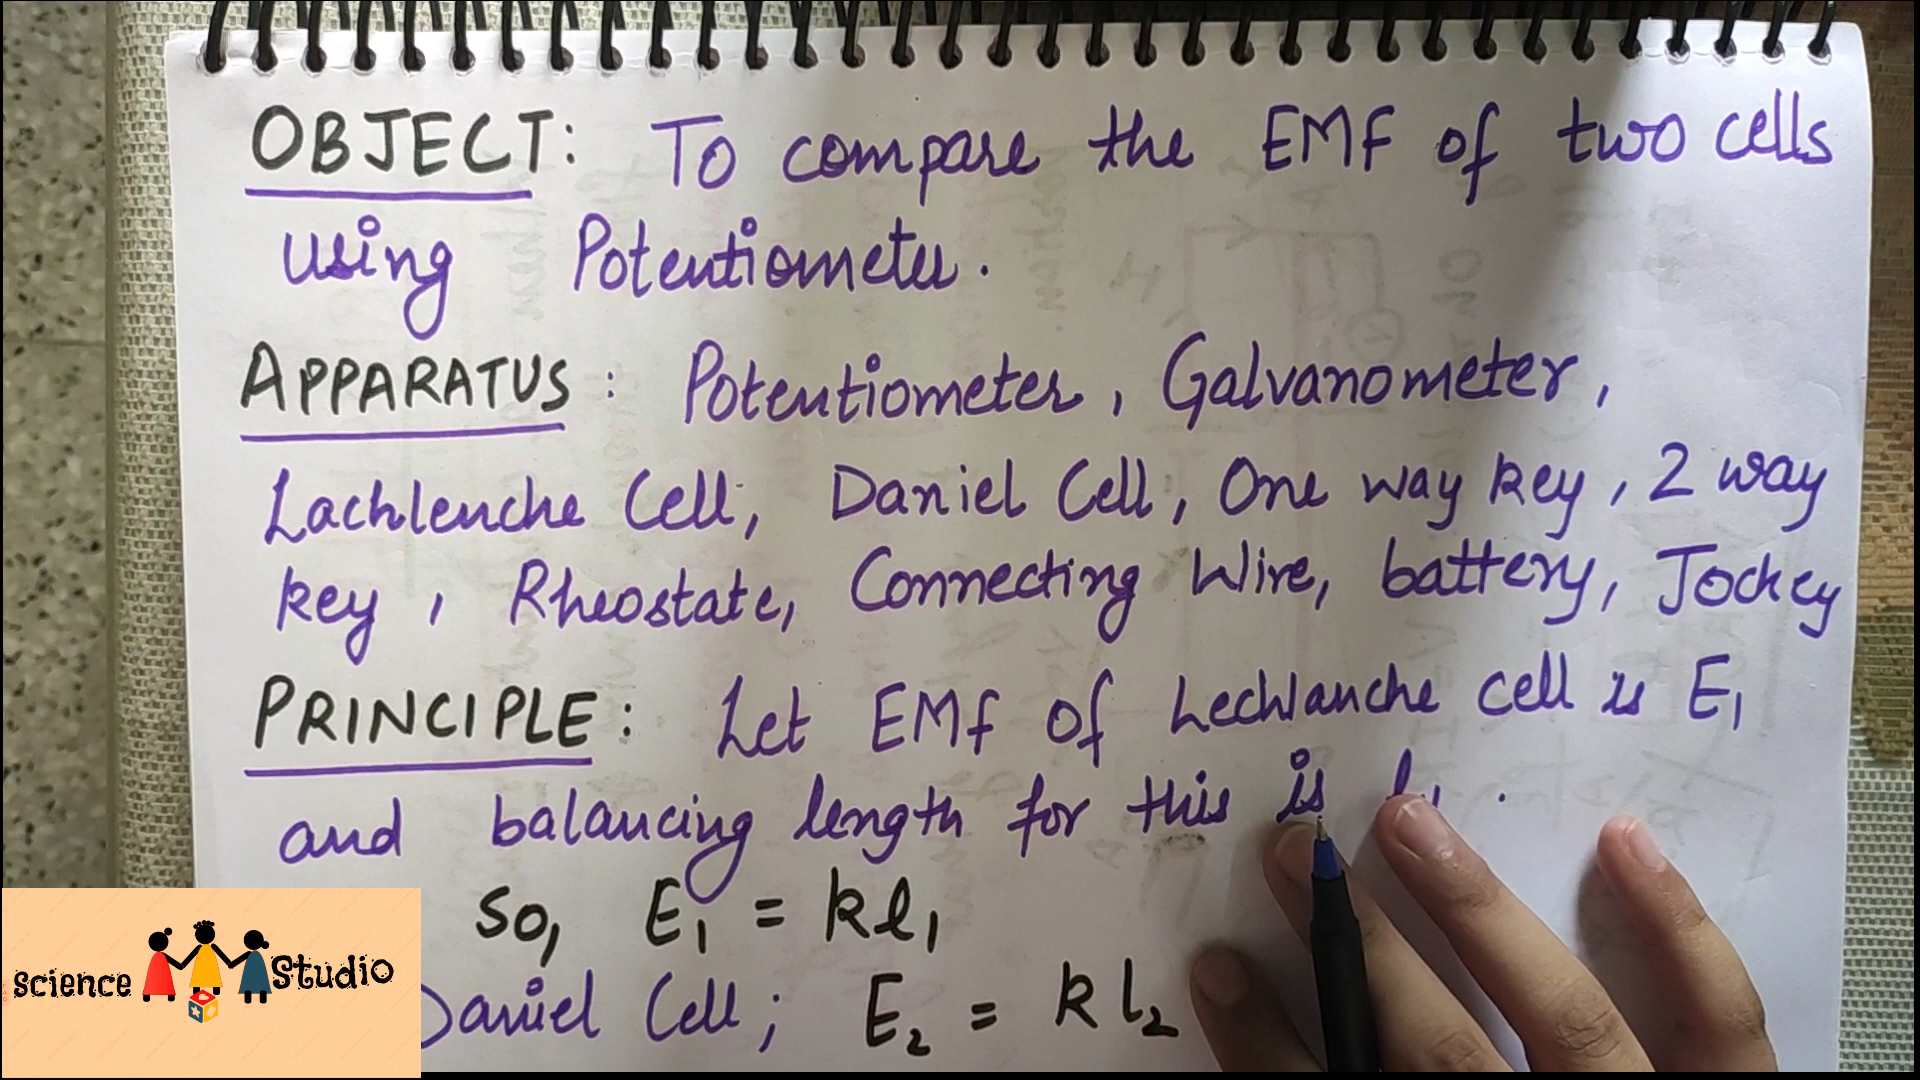 OBJECT: To compare the EMF of two cells
using Potentiometer.
APPARATUS: Potentiometer, Galvanometer,
Lachlenche Cell, Daniel Cell, One way key, 2 way
key, Rheostate, Connecting Wire, battery, Jockey
PRINCIPLE: Let EMF of Lechlanche cell is E₁
and balancing length for this is l₁.
So, E₁ = kl₁
Daniel Cell; E₂ = kl₂
Science Studio